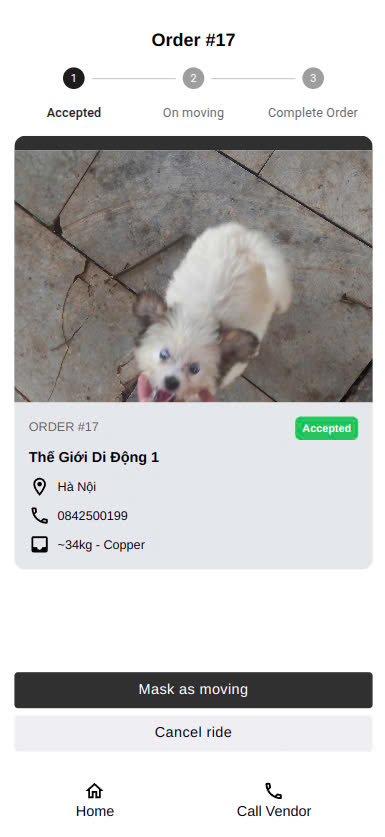 Order #17
1
2
3
Accepted
On moving
Complete Order
ORDER #17
Accepted
Thế Giới Di Động 1
Hà Nội
0842500199
~34kg - Copper
Mask as moving
Cancel ride
Home
Call Vendor